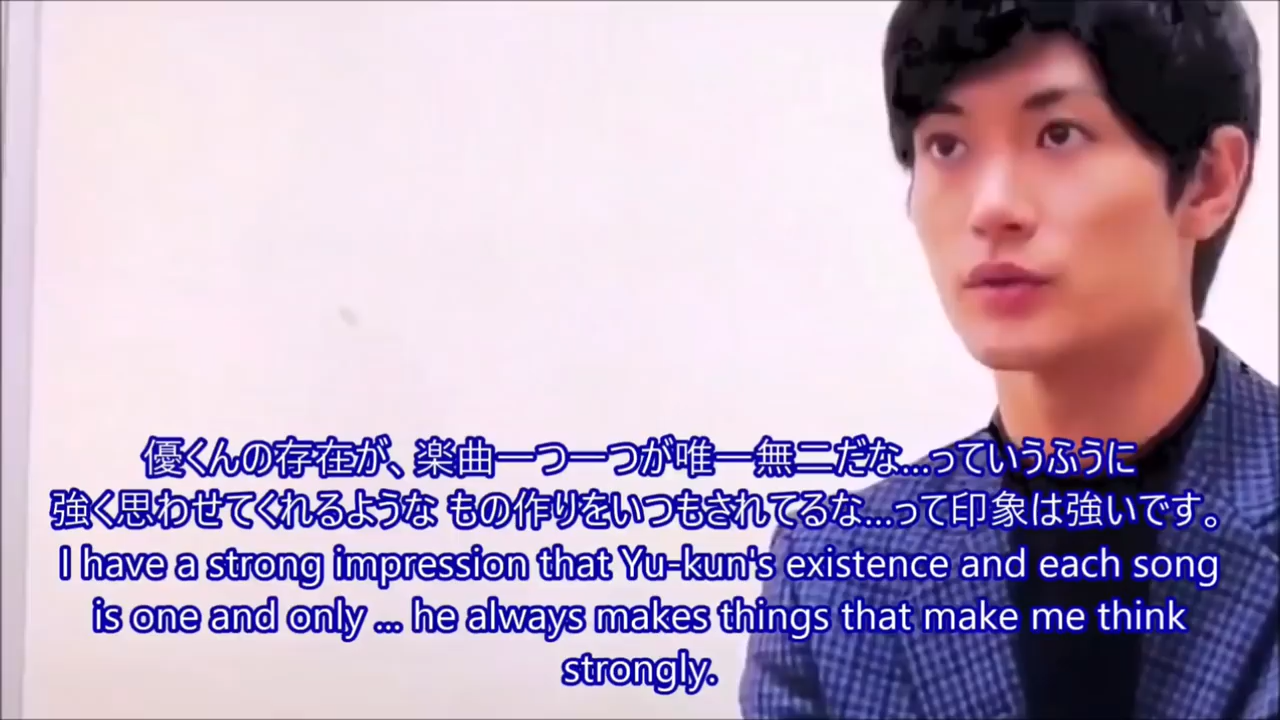 優くんの存在が、楽曲一つ一つが唯一無二だな...っていうふうに
強く思わせてくれるような もの作りをいつもされてるな...って印象は強いです。
I have a strong impression that Yu-kun's existence and each song
is one and only ... he always makes things that make me think
strongly.